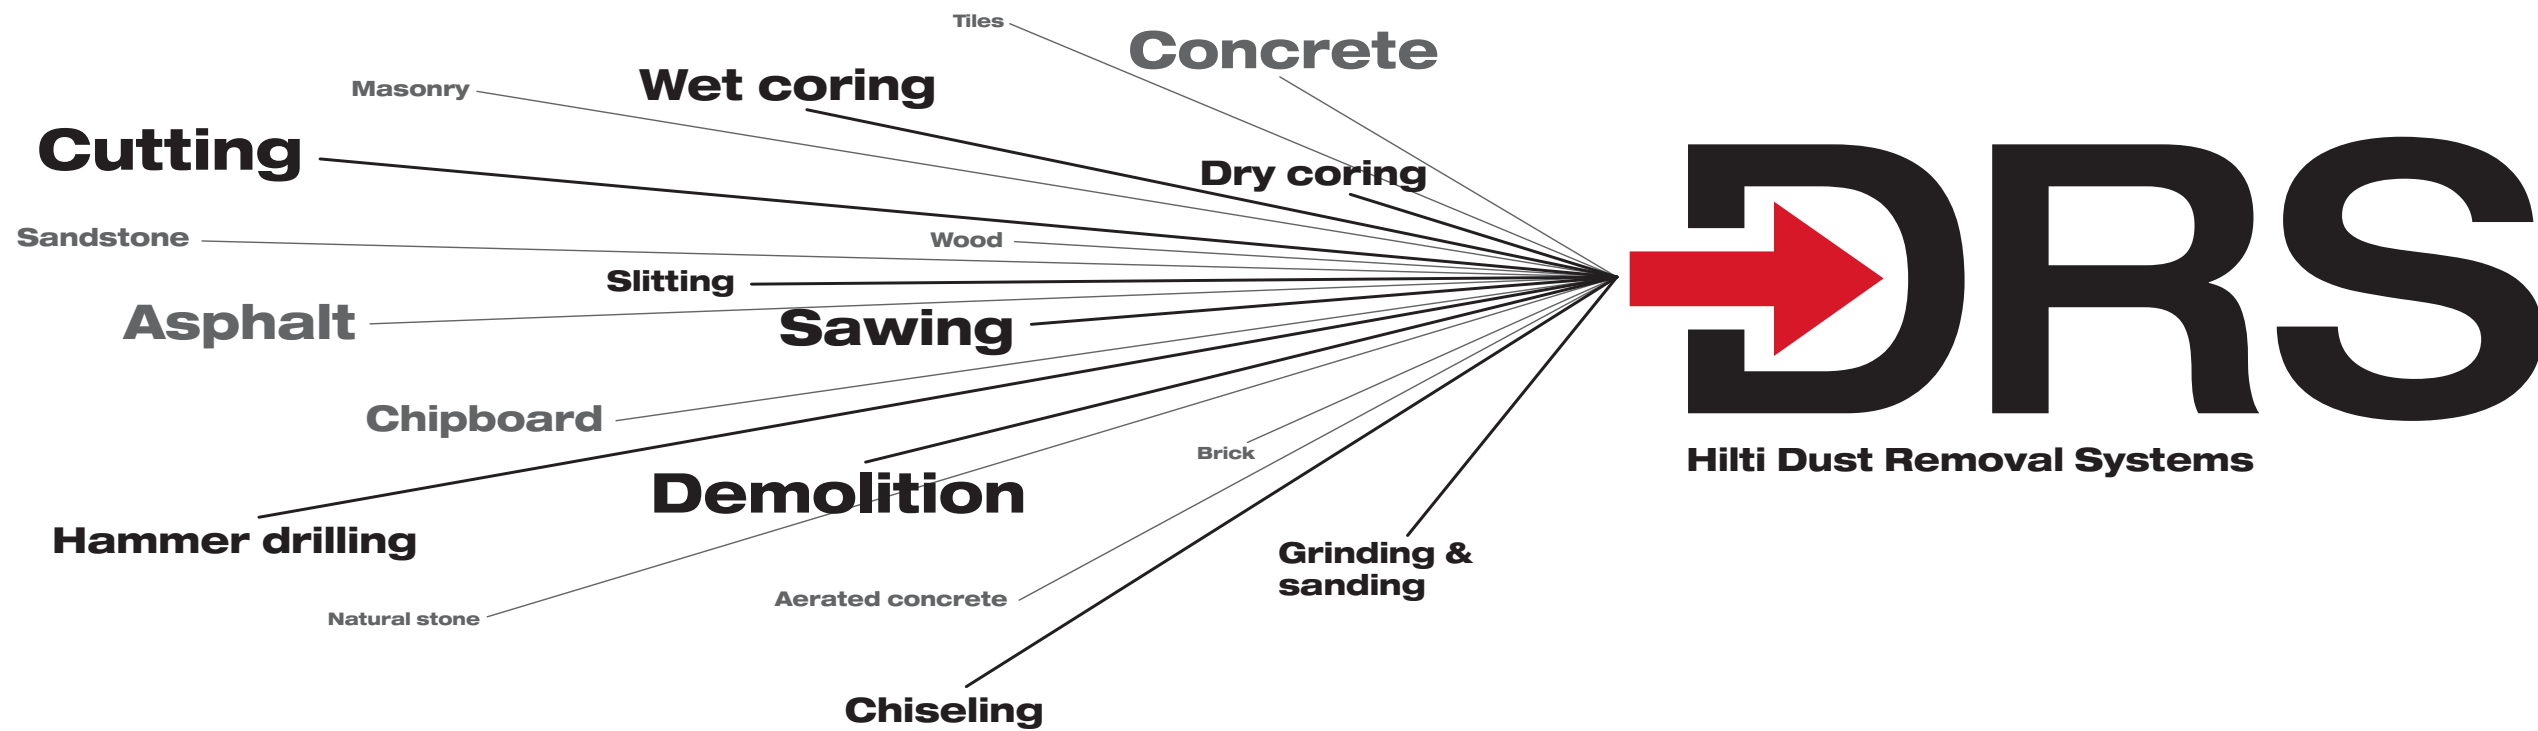 Tiles
Concrete
Masonry
Wet coring
Cutting
Dry coring
Sandstone
Wood
Slitting
Asphalt
Sawing
Chipboard
Brick
Demolition
Hammer drilling
Grinding &
sanding
Aerated concrete
Natural stone
Chiseling
DRS
Hilti Dust Removal Systems